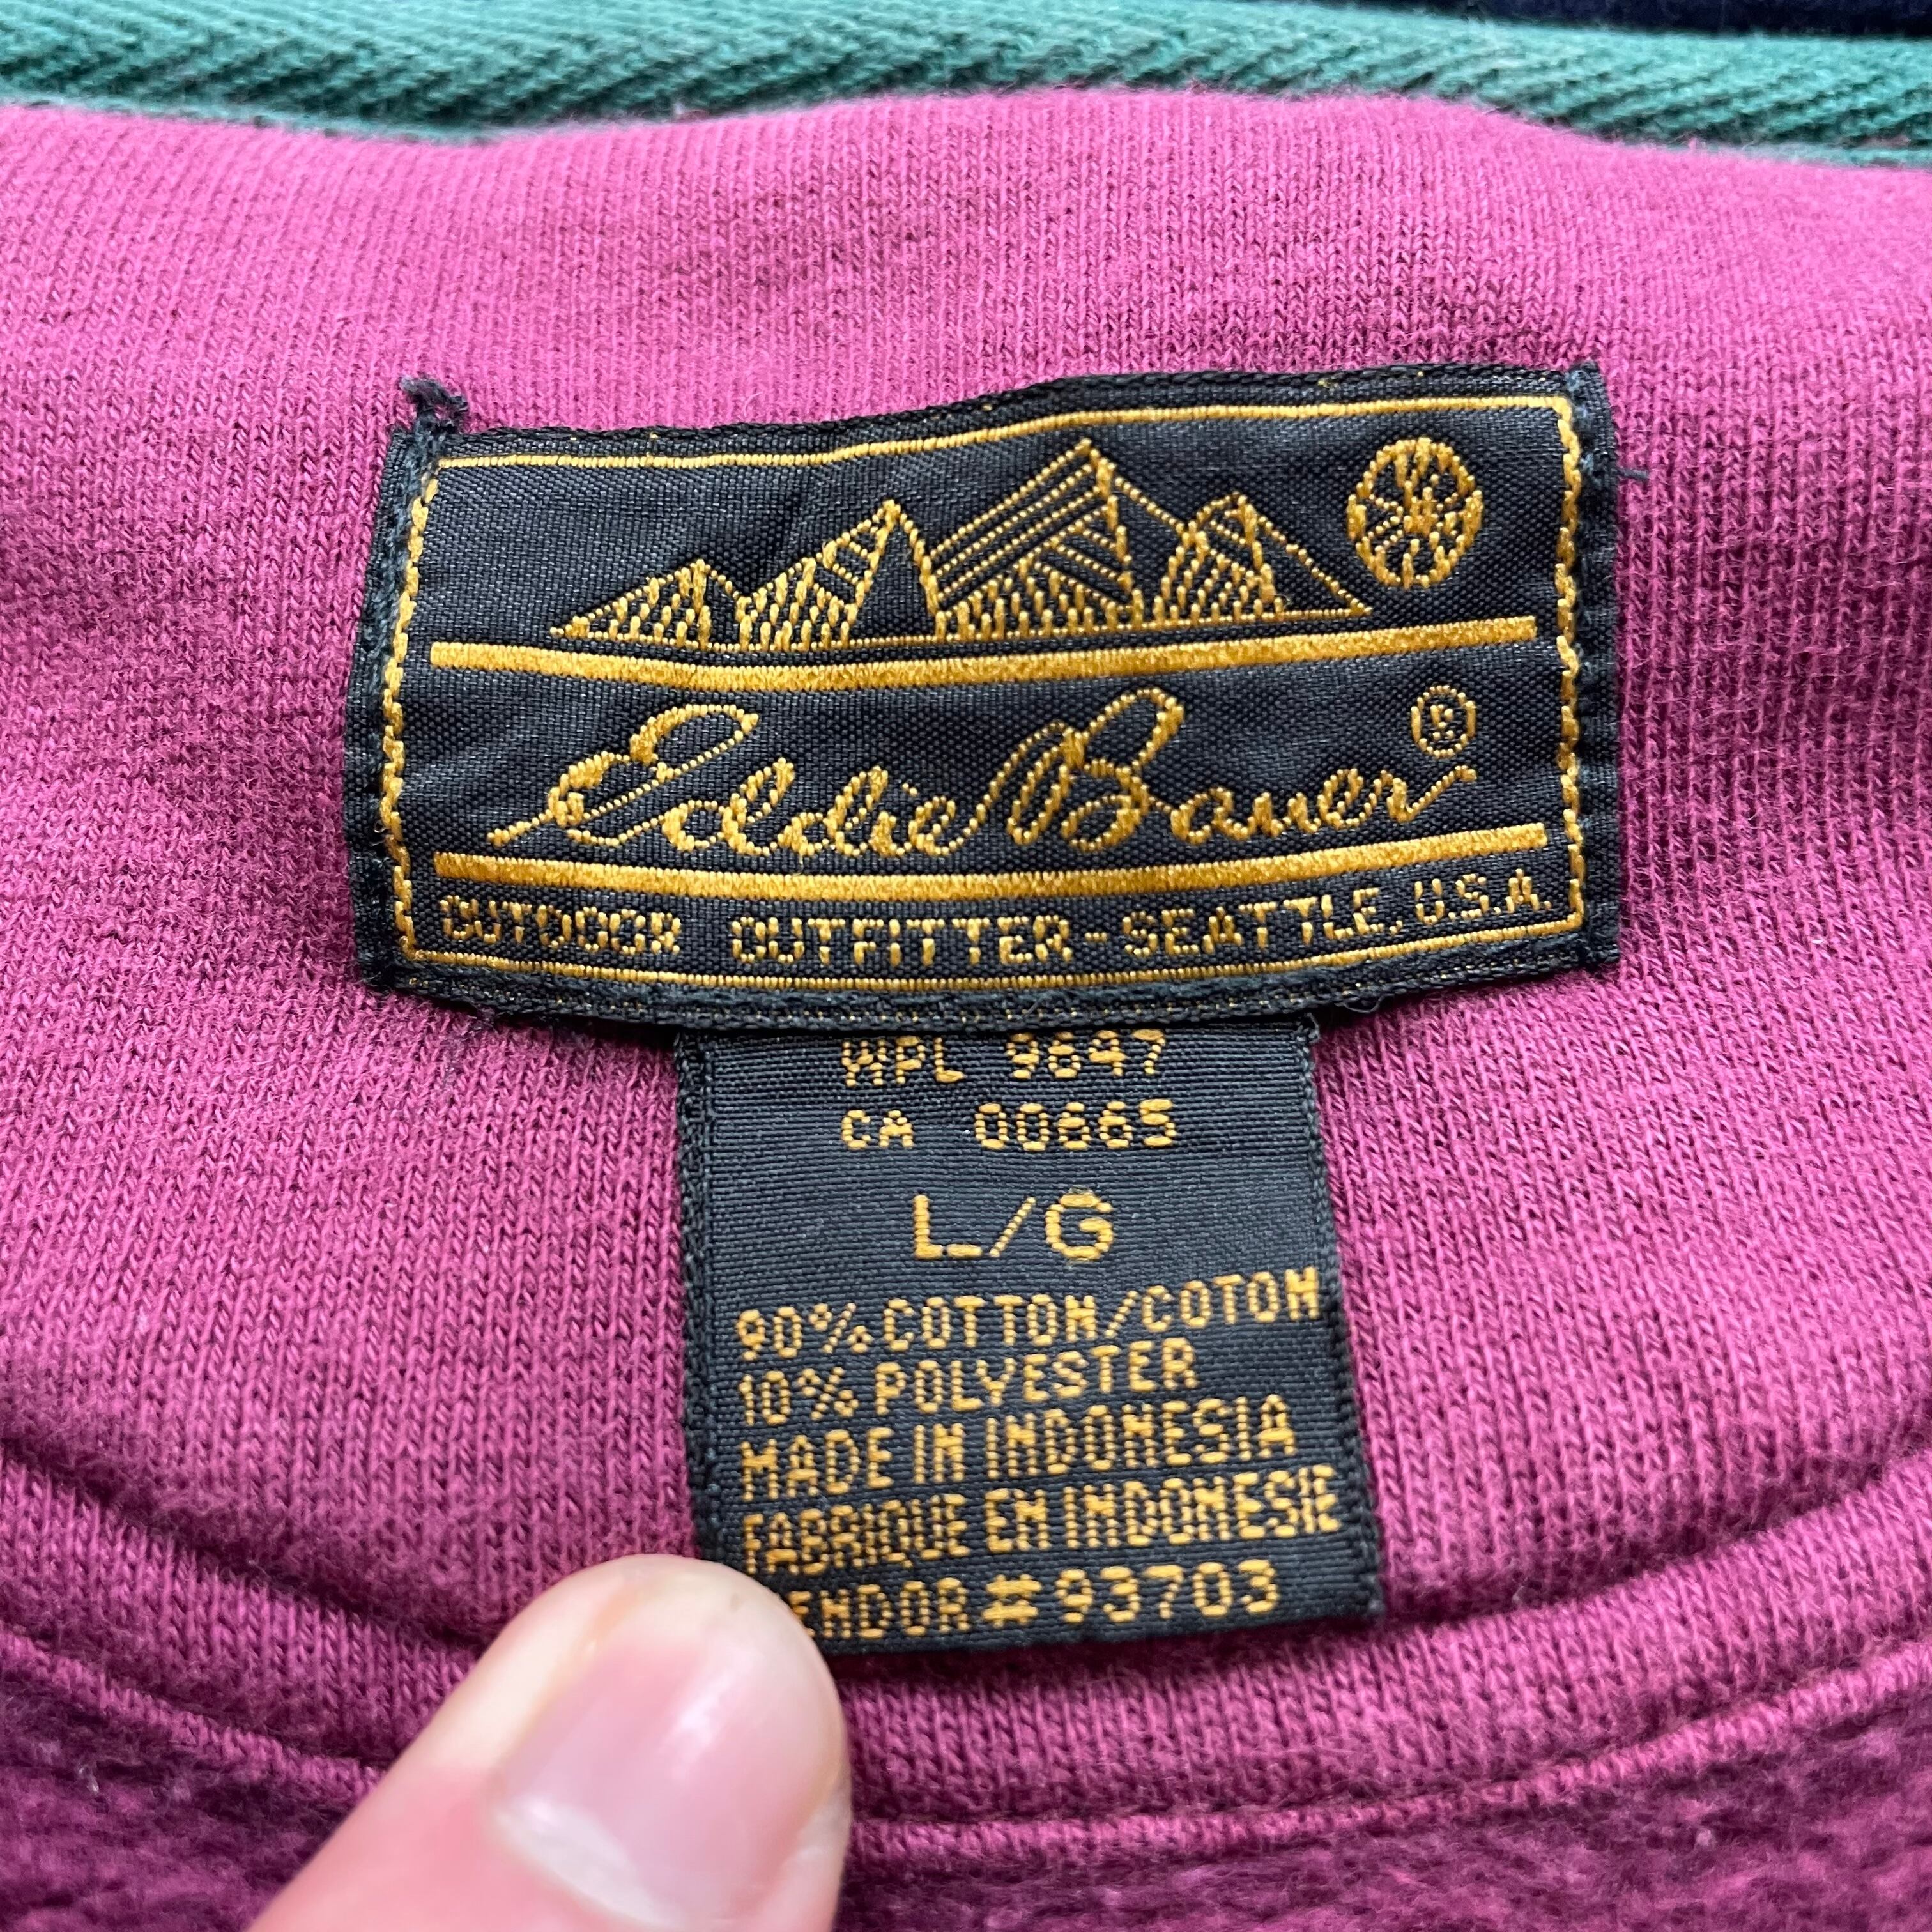 Eddie Bauer®
OUTDOOR OUTFITTER-SEATTLE, U.S.A.
WPL 9647
CA 00665
L/G
90% COTTON/COTON
10% POLYESTER
MADE IN INDONESIA
FABRIQUE EN INDONESIE
VENDOR #93703